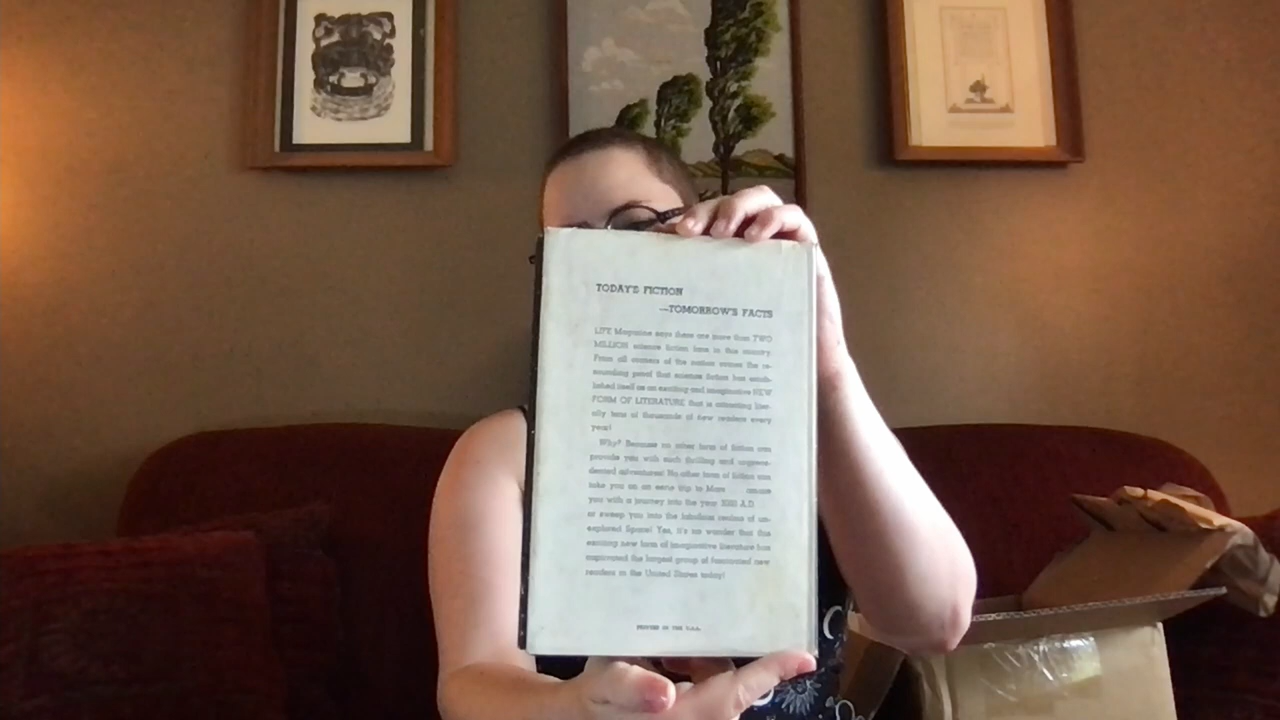 TODAY'S FICTION
—TOMORROW'S FACTS
LIFE Magazine says there are more than TWO
MILLION science fiction fans in this country.
From all corners of the nation comes the re-
sounding proof that science fiction has estab-
lished itself as an exciting and imaginative NEW
FORM OF LITERATURE that is attracting liter-
ally tens of thousands of new readers every
year!
Why? Because no other form of fiction can
provide you with such thrilling and unprece-
dented adventures! No other form of fiction can
take you on an eerie trip to Mars amaze
you with a journey into the year 3000 A.D.
or sweep you into the fabulous realms of un-
explored Space! Yes, it's no wonder that this
exciting new form of imaginative literature has
captivated the largest group of fascinated new
readers in the United States today!
PRINTED IN THE U.S.A.